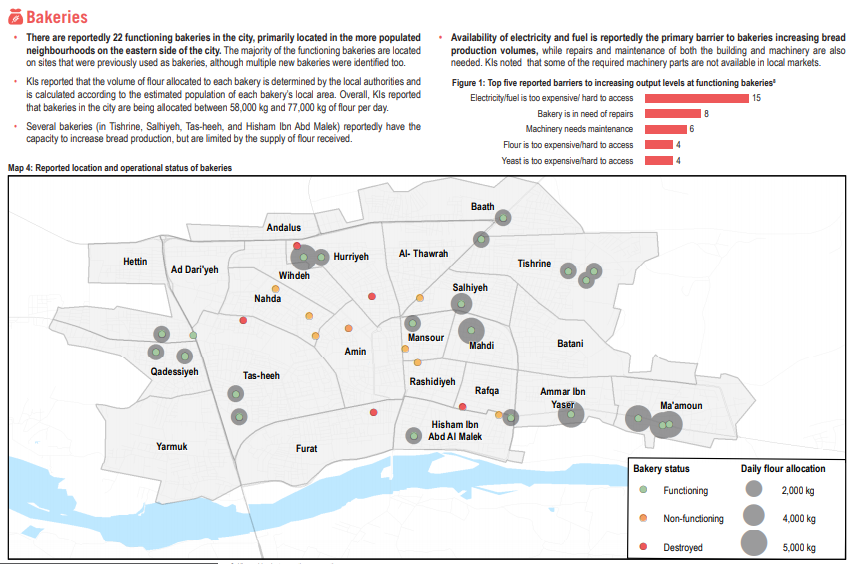 Bakeries
• There are reportedly 22 functioning bakeries in the city, primarily located in the more populated
neighbourhoods on the eastern side of the city. The majority of the functioning bakeries are located
on sites that were previously used as bakeries, although multiple new bakeries were identified too.
• KIs reported that the volume of flour allocated to each bakery is determined by the local authorities and
is calculated according to the estimated population of each bakery's local area. Overall, KIs reported
that bakeries in the city are being allocated between 58,000 kg and 77,000 kg of flour per day.
• Several bakeries (in Tishrine, Salhiyeh, Tas-heeh, and Hisham Ibn Abd Malek) reportedly have the
capacity to increase bread production, but are limited by the supply of flour received.
• Availability of electricity and fuel is reportedly the primary barrier to bakeries increasing bread
production volumes, while repairs and maintenance of both the building and machinery are also
needed. KIs noted that some of the required machinery parts are not available in local markets.
Figure 1: Top five reported barriers to increasing output levels at functioning bakeries⁸
Electricity/fuel is too expensive/ hard to access 15
Bakery is in need of repairs 8
Machinery needs maintenance 6
Flour is too expensive/hard to access 4
Yeast is too expensive/hard to access 4
Map 4: Reported location and operational status of bakeries
Baath
Andalus
Hettin
Ad Dari'yeh
Hurriyeh
Al- Thawrah
Tishrine
Wihdeh
Nahda
Salhiyeh
Mansour
Mahdi
Batani
Amin
Qadessiyeh
Tas-heeh
Rashidiyeh
Rafqa
Ammar Ibn
Yaser
Ma'amoun
Hisham Ibn
Abd Al Malek
Yarmuk
Furat
Bakery status
Functioning
Non-functioning
Destroyed
Daily flour allocation
2,000 kg
4,000 kg
5,000 kg